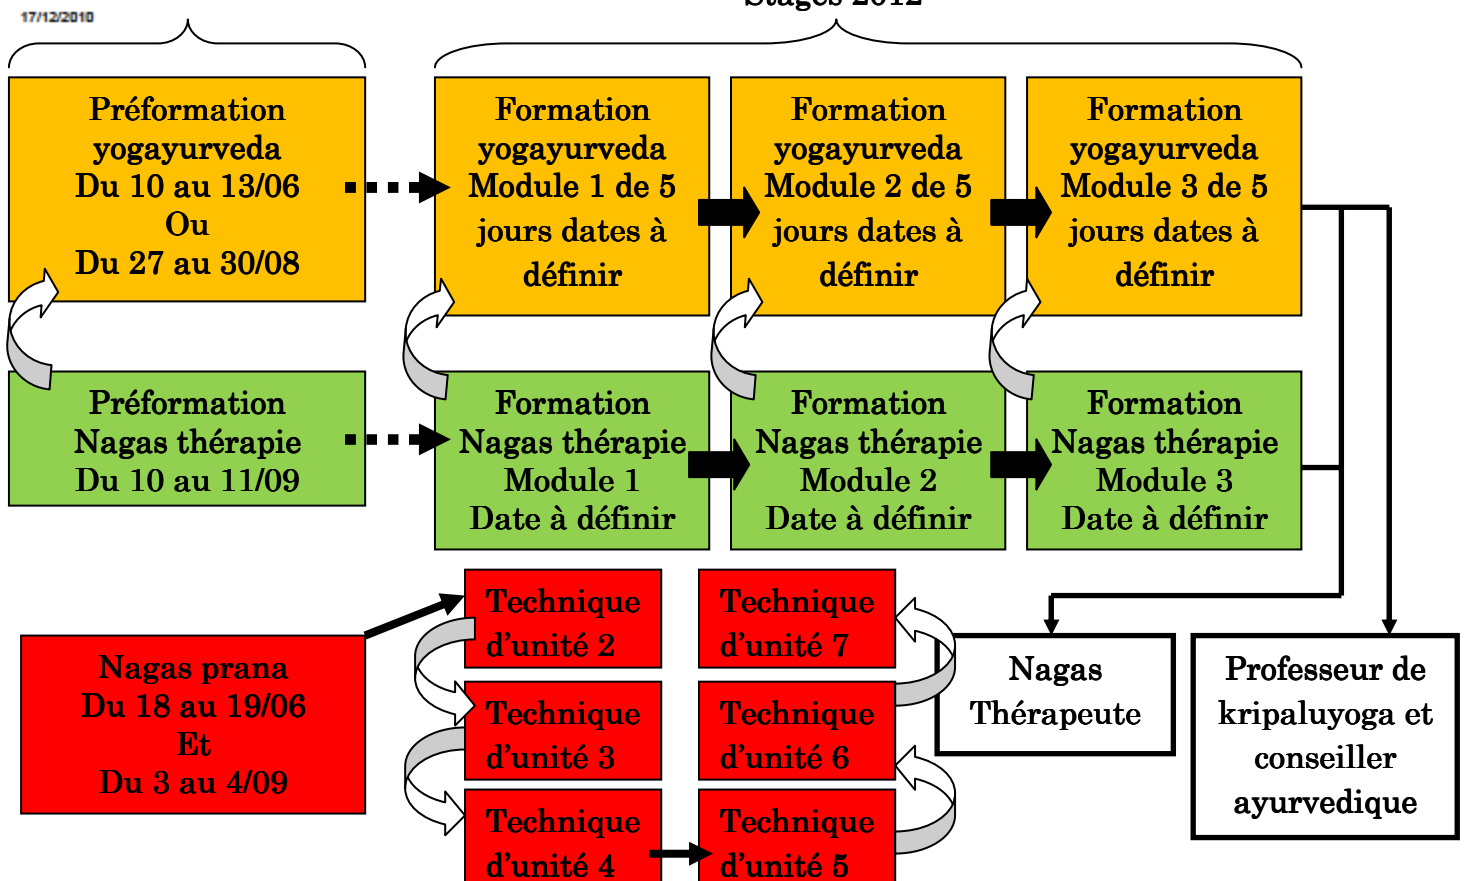 Stages 2012
17/12/2010
Préformation
yogayurveda
Du 10 au 13/06
Ou
Du 27 au 30/08
Formation
yogayurveda
Module 1 de 5
jours dates à
définir
Formation
yogayurveda
Module 2 de 5
jours dates à
définir
Formation
yogayurveda
Module 3 de 5
jours dates à
définir
Préformation
Nagas thérapie
Du 10 au 11/09
Formation
Nagas thérapie
Module 1
Date à définir
Formation
Nagas thérapie
Module 2
Date à définir
Formation
Nagas thérapie
Module 3
Date à définir
Nagas prana
Du 18 au 19/06
Et
Du 3 au 4/09
Technique
d'unité 2
Technique
d'unité 3
Technique
d'unité 4
Technique
d'unité 7
Technique
d'unité 6
Technique
d'unité 5
Nagas
Thérapeute
Professeur de
kripaluyoga et
conseiller
ayurvedique